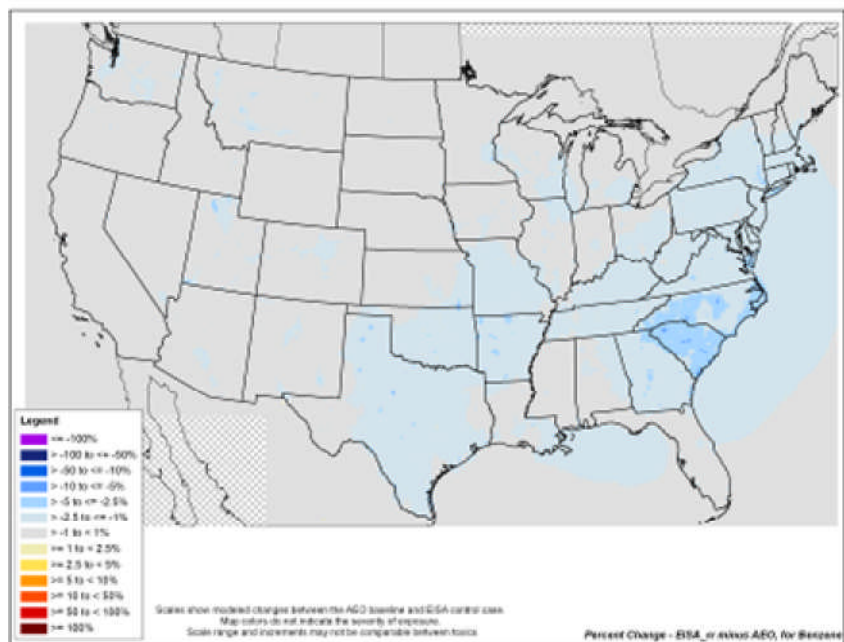 Legend
<= -100%
> -100 to <= -50%
> -50 to <= -10%
> -10 to <= -5%
> -5 to <= -2.5%
> -2.5 to <= -1%
> -1 to < 1%
>= 1 to < 2.5%
>= 2.5 to < 5%
>= 5 to < 10%
>= 10 to < 50%
>= 50 to < 100%
>= 100%
Scales show modeled changes between the AEO baseline and EISA control case.
Map colors do not indicate the severity of exposure.
Scale range and increments may not be comparable between toxics.
Percent Change - EISA_rr minus AEO, for Benzene